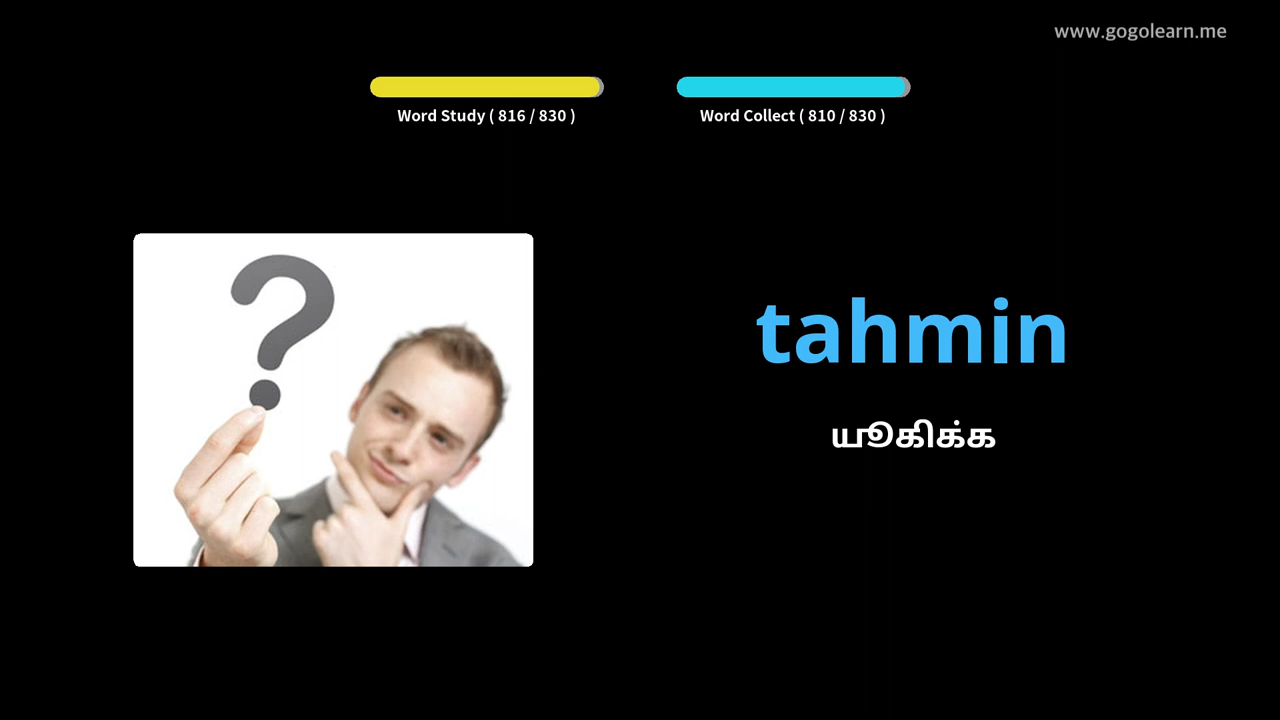 www.gogolearn.me
Word Study ( 816 / 830 )
Word Collect ( 810 / 830 )
tahmin
யூகிக்க